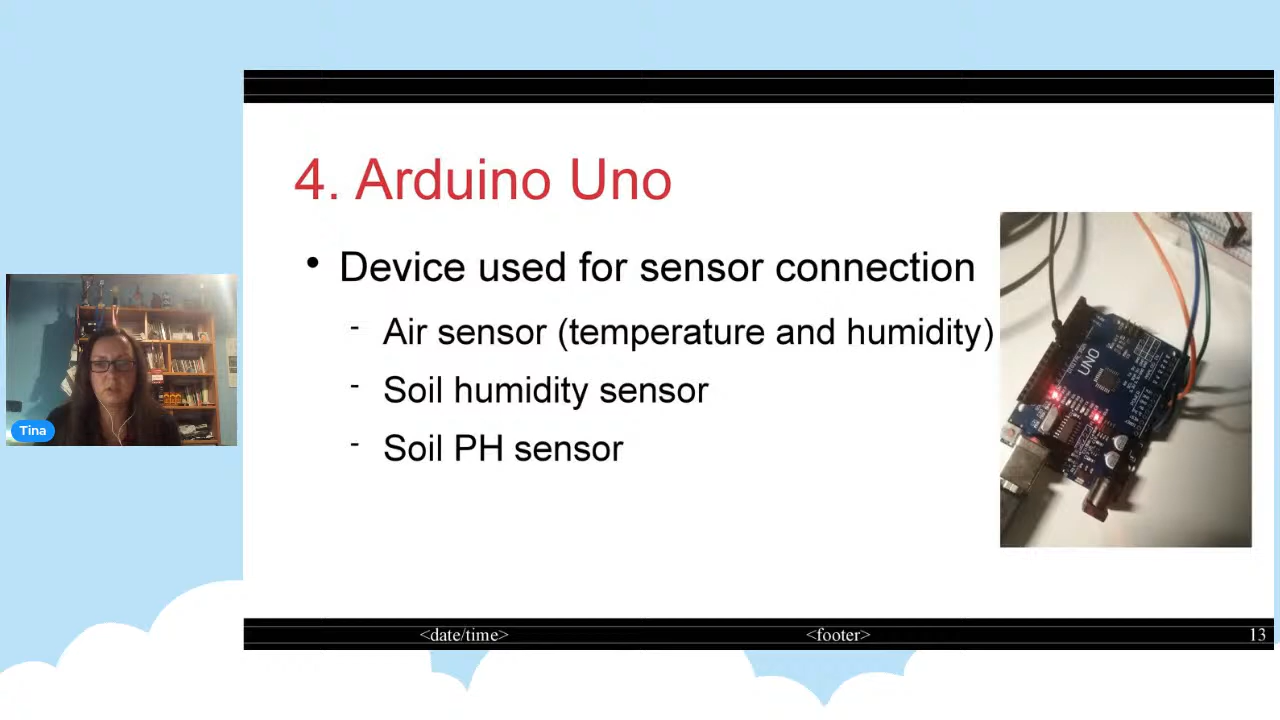 4. Arduino Uno
• Device used for sensor connection
- Air sensor (temperature and humidity)
- Soil humidity sensor
- Soil PH sensor
UNO
Tina
<date/time>
<footer>
13